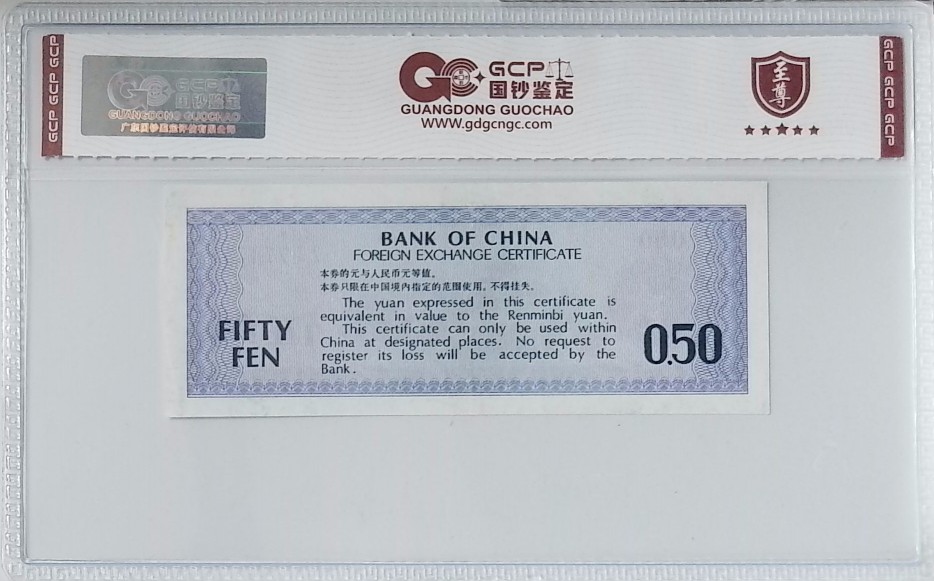 GCP GCP GCP
GCP
国钞鉴定
GUANGDONG GUOCHAO
广东国钞鉴定评估有限公司
GCP
国钞鉴定
GUANGDONG GUOCHAO
WWW.gdgcngc.com
至尊
GCP GCP GCP
BANK OF CHINA
FOREIGN EXCHANGE CERTIFICATE
本券的元与人民币元等值。
本券只限在中国境内指定的范围使用，不得挂失。
The yuan expressed in this certificate is
equivalent in value to the Renminbi yuan.
This certificate can only be used within
China at designated places. No request to
register its loss will be accepted by the
Bank.
FIFTY
FEN
0.50